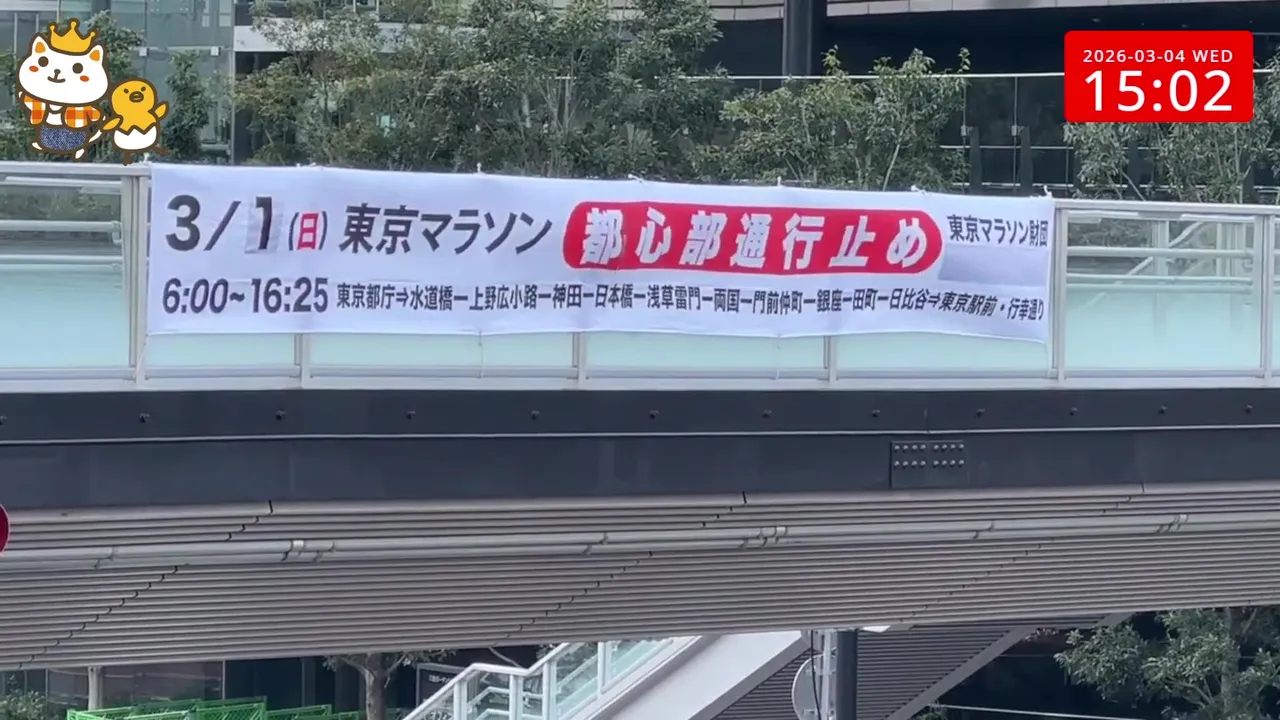 2026-03-04 WED
15:02
3/1(日) 東京マラソン 都心部通行止め 東京マラソン財団
6:00~16:25 東京都庁⇒水道橋ー上野広小路ー神田ー日本橋ー浅草雷門ー両国ー門前仲町ー銀座ー田町ー日比谷⇒東京駅前・行幸通り